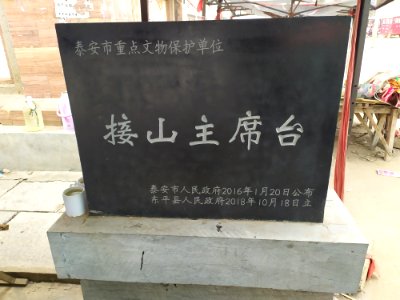 泰安市重点文物保护单位
接山主席台
泰安市人民政府2016年1月20日公布
东平县人民政府2018年10月18日立